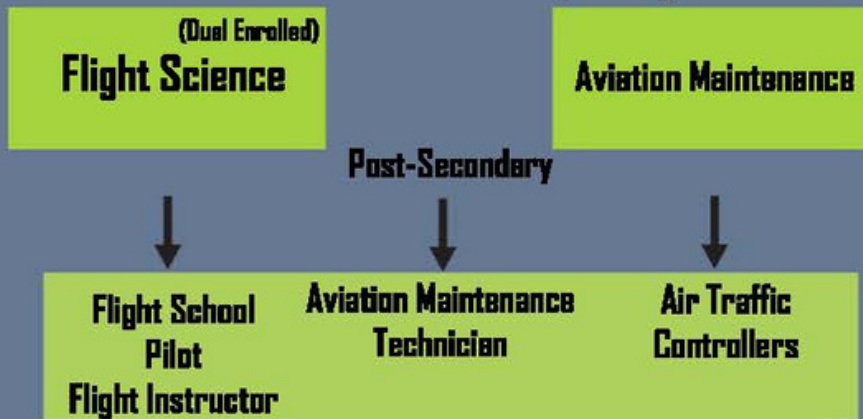 (Dual Enrolled)
Flight Science
Aviation Maintenance
Post-Secondary
Flight School
Pilot
Flight Instructor
Aviation Maintenance
Technician
Air Traffic
Controllers